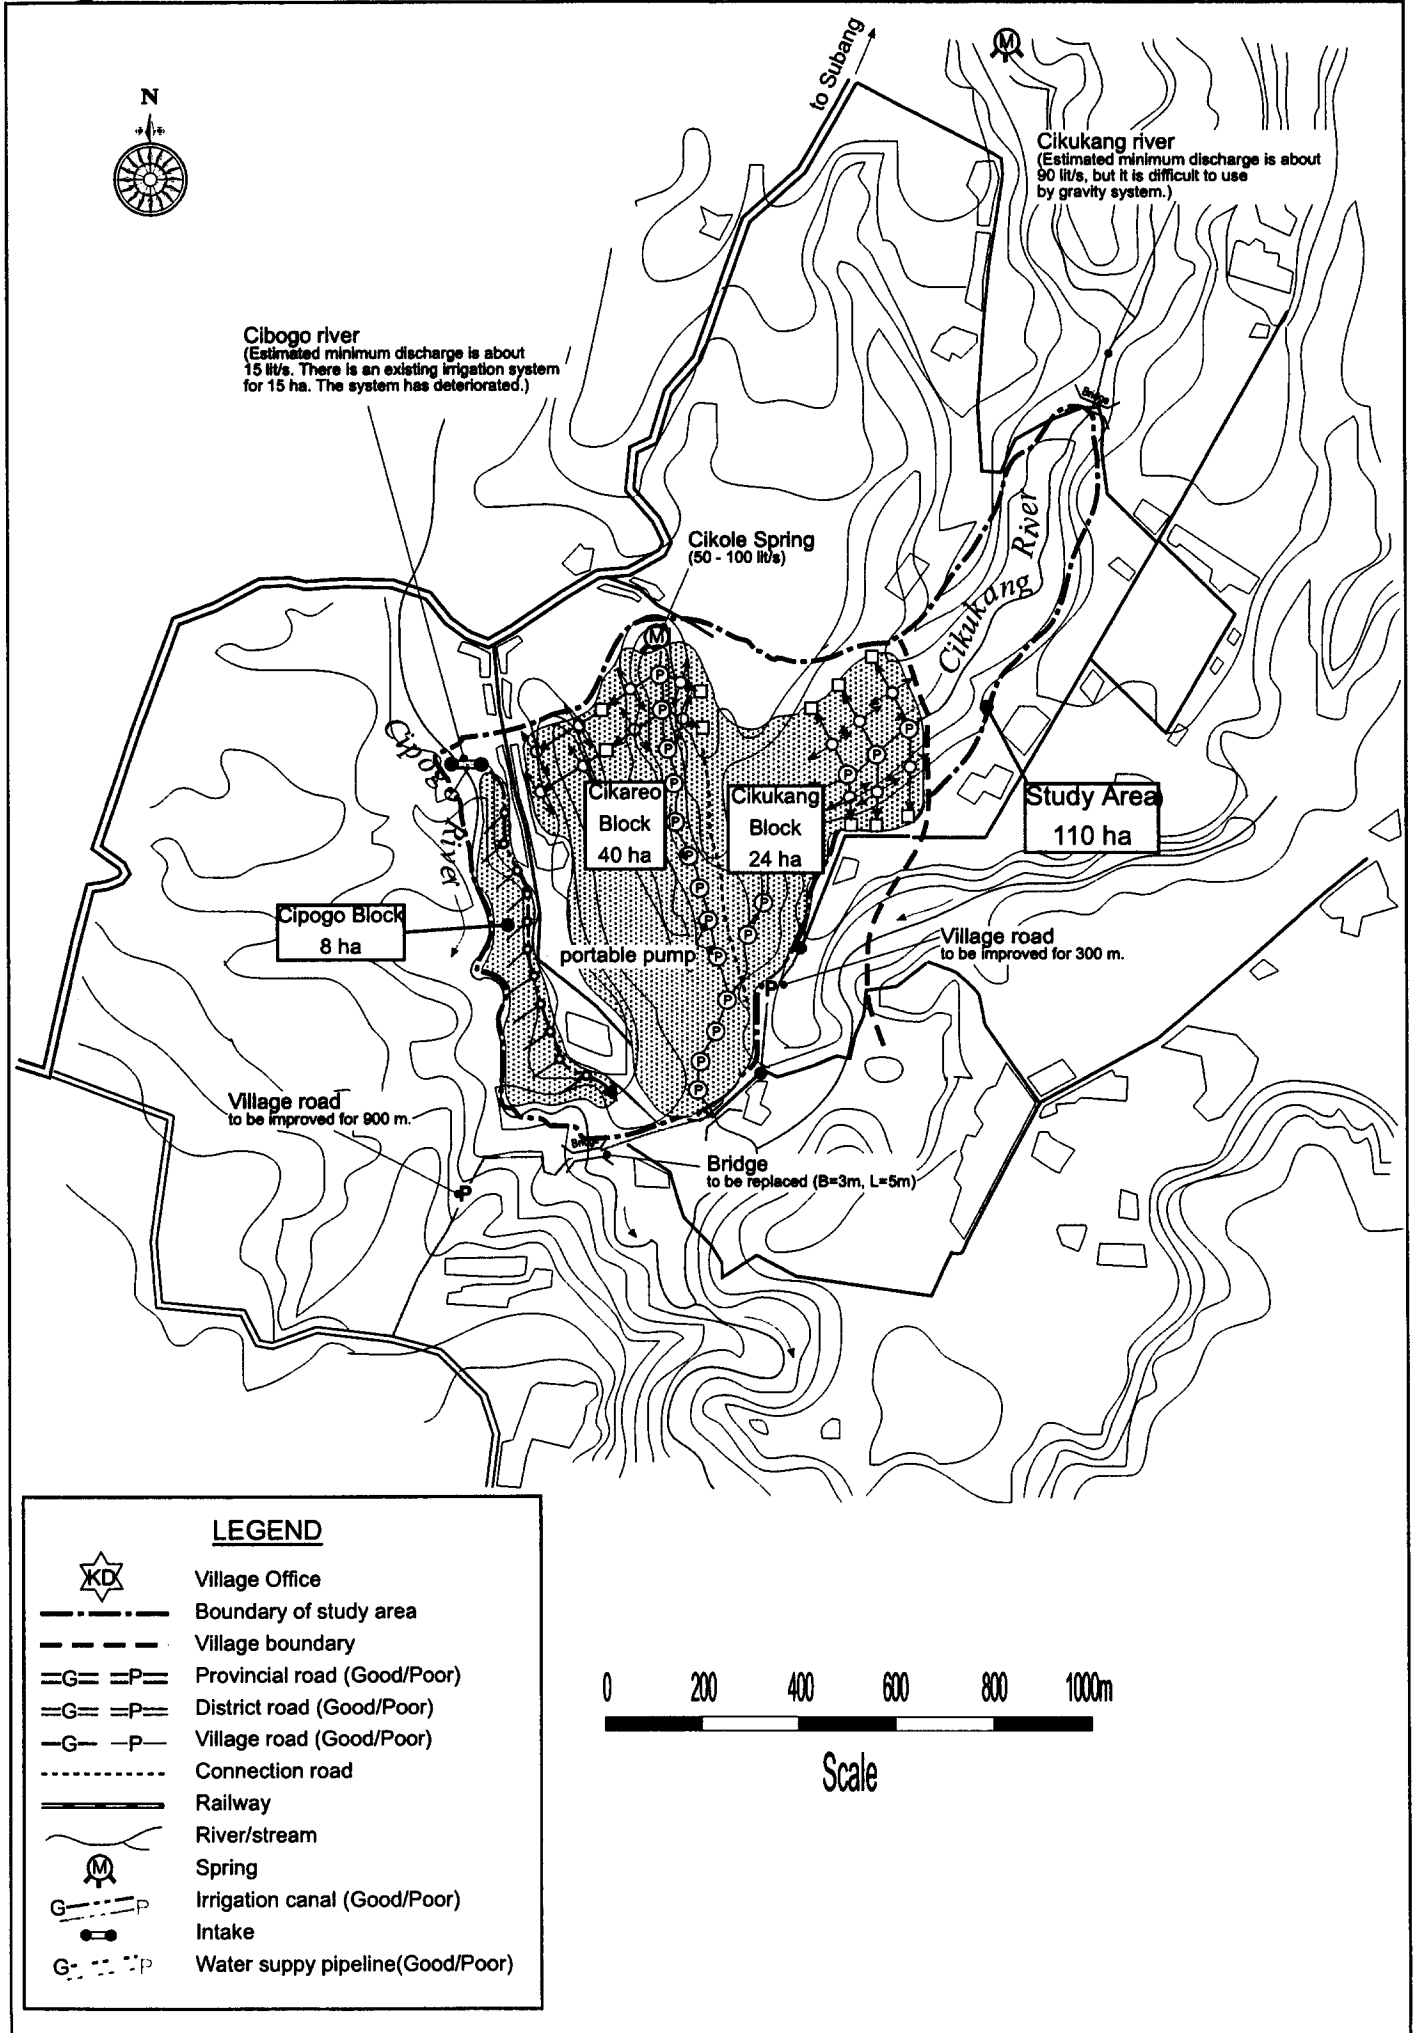 to Subang
M
N
Cikukang river
(Estimated minimum discharge is about
90 lit/s, but it is difficult to use
by gravity system.)
Cibogo river
(Estimated minimum discharge is about
15 lit/s. There is an existing irrigation system
for 15 ha. The system has deteriorated.)
Bridge
Cikole Spring
(50 - 100 lit/s)
Cikukang River
M
Cipogo River
Cikareo
Block
40 ha
Cikukang
Block
24 ha
Study Area
110 ha
Cipogo Block
8 ha
portable pump
Village road
to be improved for 300 m.
P
Village road
to be improved for 900 m.
P
Bridge
Bridge
to be replaced (B=3m, L=5m)
LEGEND
KD Village Office
Boundary of study area
Village boundary
G P Provincial road (Good/Poor)
G P District road (Good/Poor)
G P Village road (Good/Poor)
Connection road
Railway
River/stream
M Spring
G P Irrigation canal (Good/Poor)
Intake
G P Water suppy pipeline(Good/Poor)
0 200 400 600 800 1000m
Scale